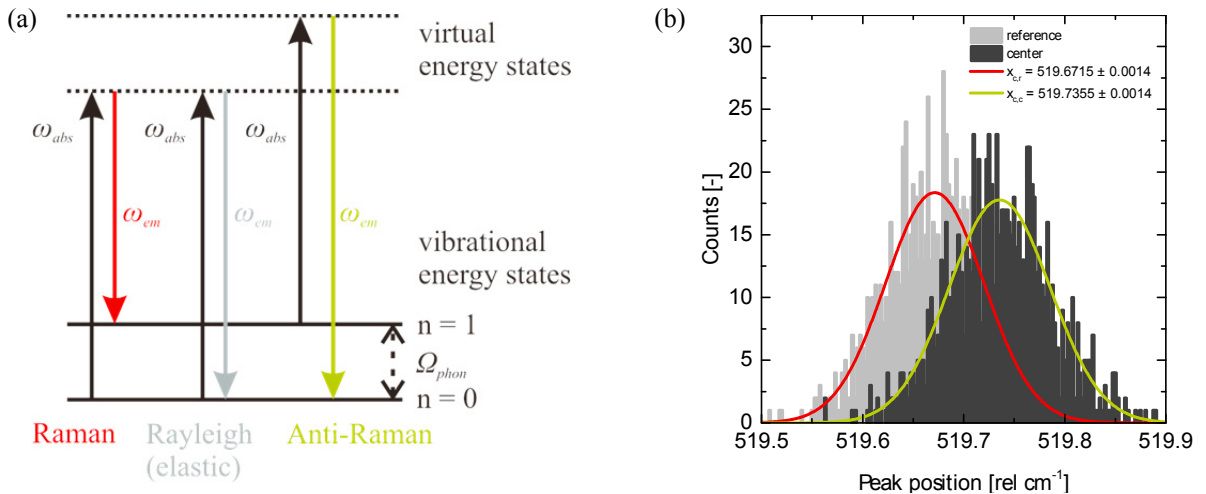 (a)
virtual
energy states
ω_abs ω_abs ω_abs
ω_em ω_em ω_em
vibrational
energy states
n = 1
Ω_phon
n = 0
Raman Rayleigh Anti-Raman
(elastic)
(b)
reference
center
x_c,r = 519.6715 ± 0.0014
x_c,c = 519.7355 ± 0.0014
Counts [-]
30
25
20
15
10
5
0
519.5 519.6 519.7 519.8 519.9
Peak position [rel cm⁻¹]